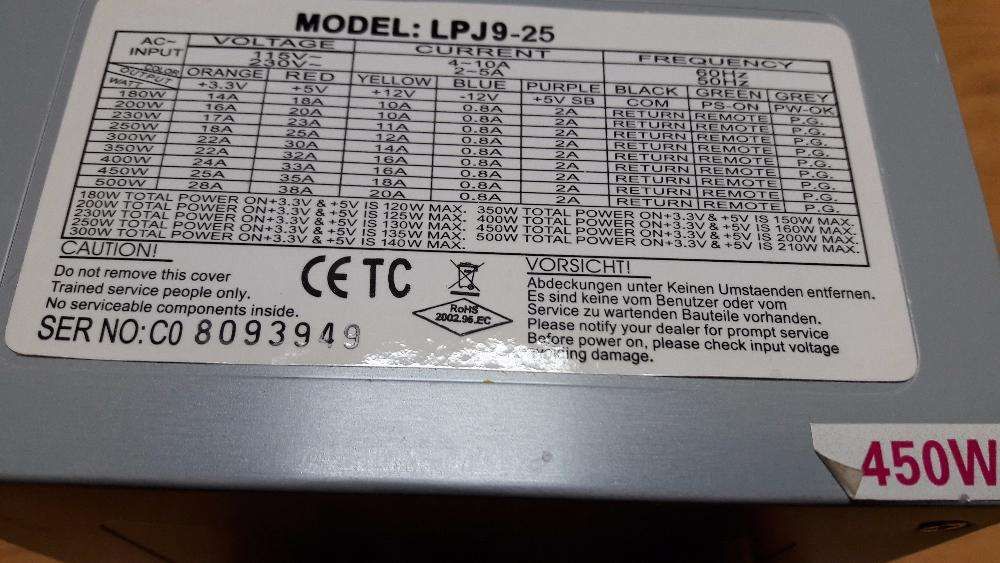 MODEL: LPJ9-25
AC~ INPUT VOLTAGE CURRENT FREQUENCY
115V~ 4~10A 60Hz
230V~ 2~5A 50Hz
COLOR ORANGE RED YELLOW BLUE PURPLE BLACK GREEN GREY
WATT OUTPUT +3.3V +5V +12V -12V +5V SB COM PS-ON PW-OK
180W 14A 18A 10A 0.8A 2A RETURN REMOTE P.G.
200W 16A 20A 10A 0.8A 2A RETURN REMOTE P.G.
230W 17A 23A 11A 0.8A 2A RETURN REMOTE P.G.
250W 18A 25A 12A 0.8A 2A RETURN REMOTE P.G.
300W 22A 30A 14A 0.8A 2A RETURN REMOTE P.G.
350W 22A 32A 16A 0.8A 2A RETURN REMOTE P.G.
400W 24A 33A 16A 0.8A 2A RETURN REMOTE P.G.
450W 25A 35A 18A 0.8A 2A RETURN REMOTE P.G.
500W 28A 38A 20A 0.8A 2A RETURN REMOTE P.G.
180W TOTAL POWER ON+3.3V & +5V IS 120W MAX. 350W TOTAL POWER ON+3.3V & +5V IS 150W MAX.
200W TOTAL POWER ON+3.3V & +5V IS 125W MAX. 400W TOTAL POWER ON+3.3V & +5V IS 160W MAX.
230W TOTAL POWER ON+3.3V & +5V IS 130W MAX. 450W TOTAL POWER ON+3.3V & +5V IS 200W MAX.
250W TOTAL POWER ON+3.3V & +5V IS 135W MAX. 500W TOTAL POWER ON+3.3V & +5V IS 210W MAX.
300W TOTAL POWER ON+3.3V & +5V IS 140W MAX.
CAUTION!
Do not remove this cover
Trained service people only.
No serviceable components inside.
SER NO: C0 8093949
CE TC
RoHS
2002.95.EC
VORSICHT!
Abdeckungen unter Keinen Umstaenden entfernen.
Es sind keine vom Benutzer oder vom
Service zu wartenden Bauteile vorhanden.
Please notify your dealer for prompt service
Before power on, please check input voltage
avoiding damage.
450W